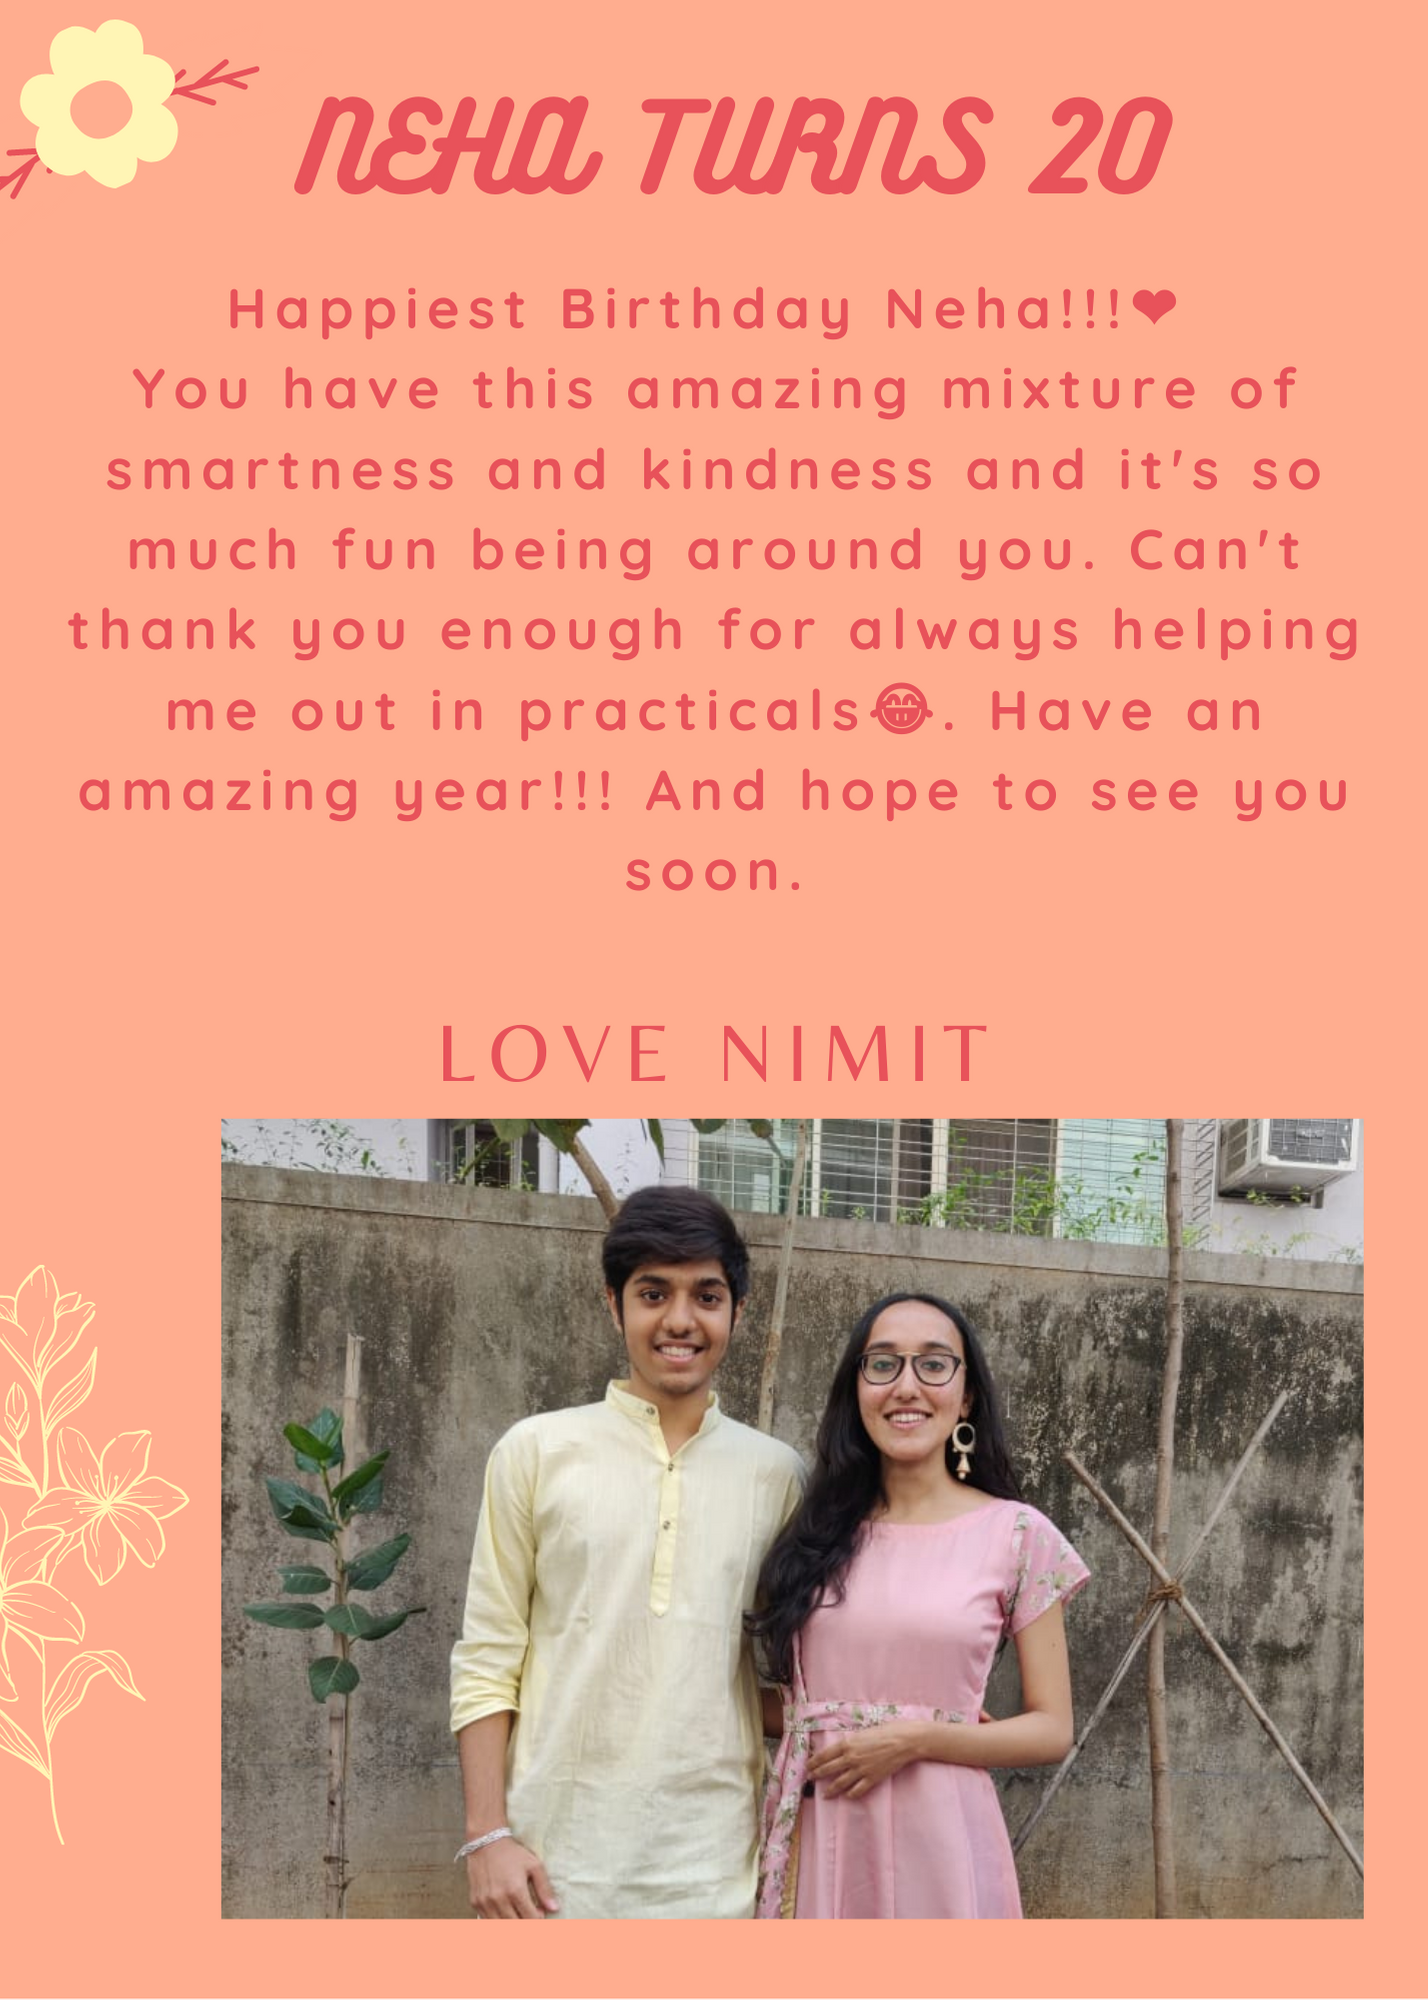 NEHA TURNS 20
Happiest Birthday Neha!!!❤
You have this amazing mixture of
smartness and kindness and it's so
much fun being around you. Can't
thank you enough for always helping
me out in practicals😂. Have an
amazing year!!! And hope to see you
soon.
LOVE NIMIT